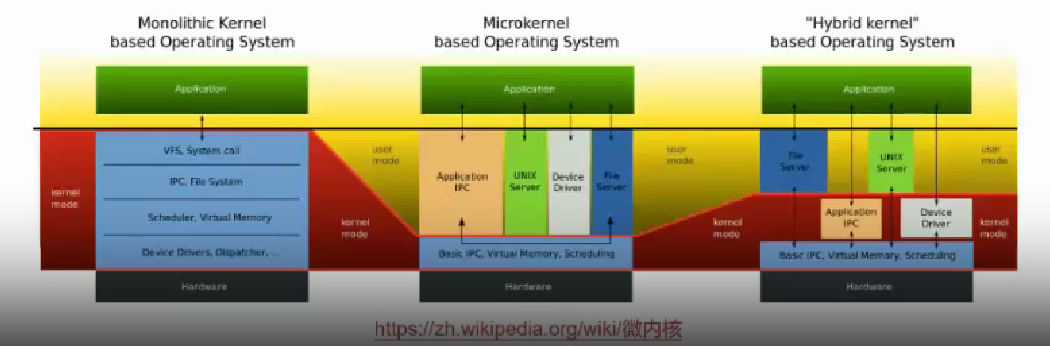 Monolithic Kernel
based Operating System
Application
VFS, System call
IPC, File System
Scheduler, Virtual Memory
Device Drivers, Dispatcher, ...
Hardware
kernel
mode
Microkernel
based Operating System
Application
user
mode
kernel
mode
Application
IPC
UNIX
Server
Device
Driver
File
Server
Basic IPC, Virtual Memory, Scheduling
Hardware
user
mode
kernel
mode
"Hybrid kernel"
based Operating System
Application
File
Server
UNIX
Server
user
mode
Application
IPC
Device
Driver
kernel
mode
Basic IPC, Virtual Memory, Scheduling
Hardware
https://zh.wikipedia.org/wiki/微内核